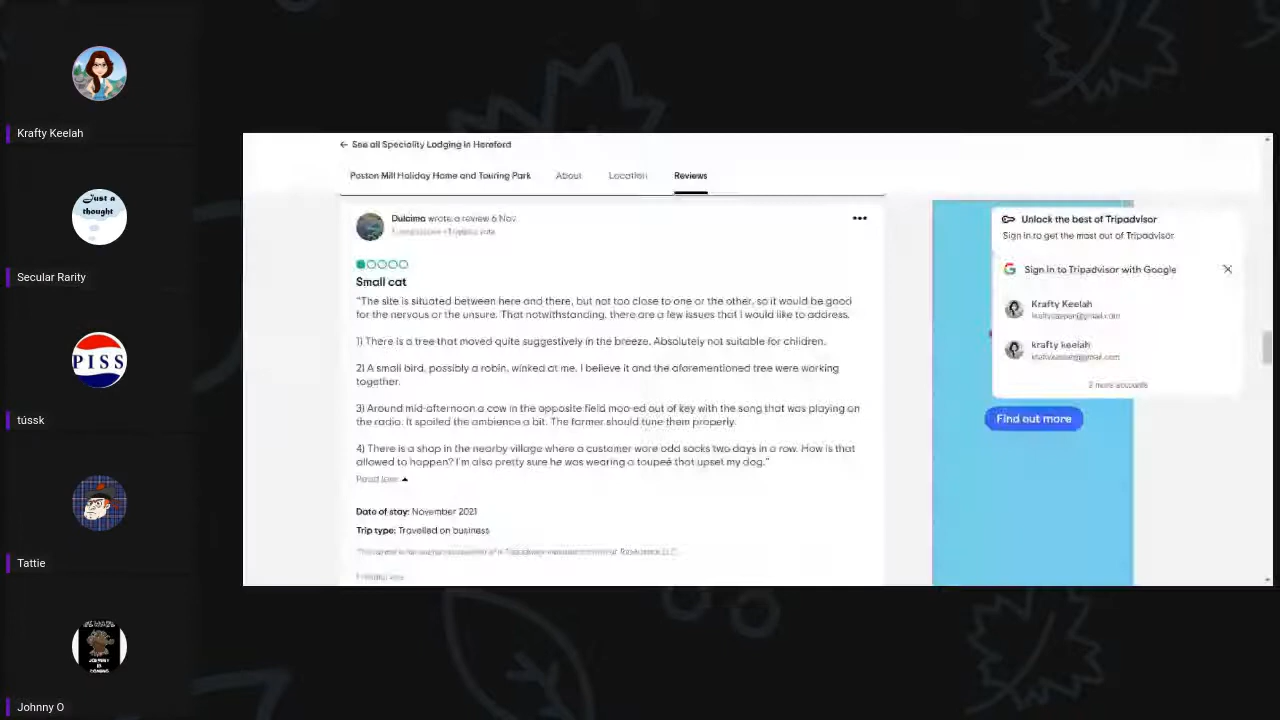 Krafty Keelah
Just a
thought
Secular Rarity
PISS
tússk
Tattie
BEWARE
JOHNNY
IS
COMING
Johnny O
← See all Speciality Lodging in Hereford
Poston Mill Holiday Home and Touring Park About Location Reviews
Dulcima wrote a review 6 Nov
Small cat
"The site is situated between here and there, but not too close to one or the other, so it would be good
for the nervous or the unsure. That notwithstanding, there are a few issues that I would like to address.
1) There is a tree that moved quite suggestively in the breeze. Absolutely not suitable for children.
2) A small bird, possibly a robin, winked at me. I believe it and the aforementioned tree were working
together.
3) Around mid-afternoon a cow in the opposite field moo-ed out of key with the song that was playing on
the radio. It spoiled the ambience a bit. The farmer should tune them properly.
4) There is a shop in the nearby village where a customer wore odd socks two days in a row. How is that
allowed to happen? I'm also pretty sure he was wearing a toupeé that upset my dog."
Read less
Date of stay: November 2021
Trip type: Travelled on business
1 helpful vote
Unlock the best of Tripadvisor
Sign in to get the most out of Tripadvisor
Sign in to Tripadvisor with Google
Krafty Keelah
krafty keelah
2 more accounts
Find out more